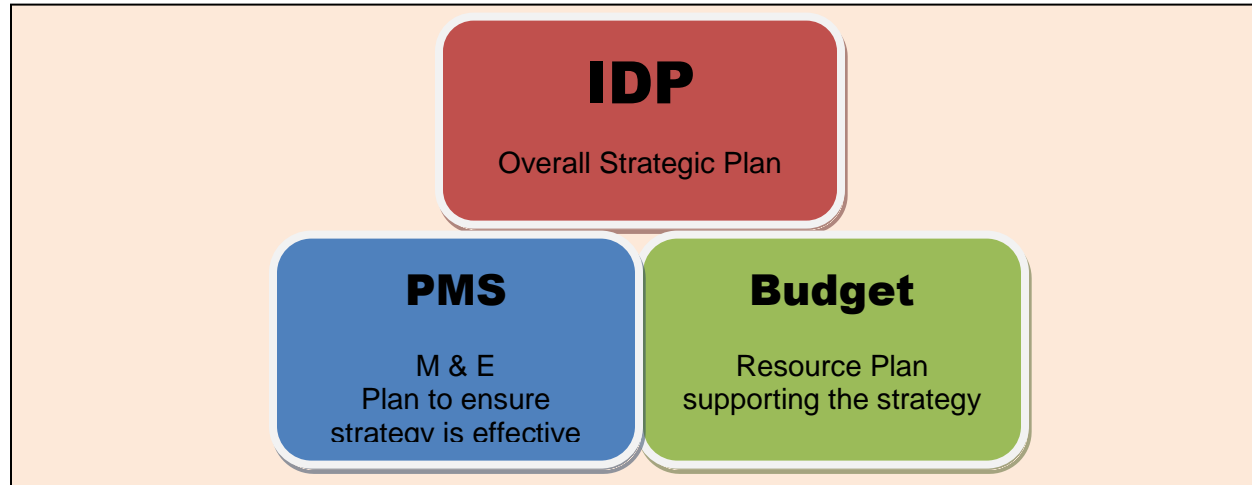 IDP
Overall Strategic Plan
PMS
M & E
Plan to ensure
strategy is effective
Budget
Resource Plan
supporting the strategy